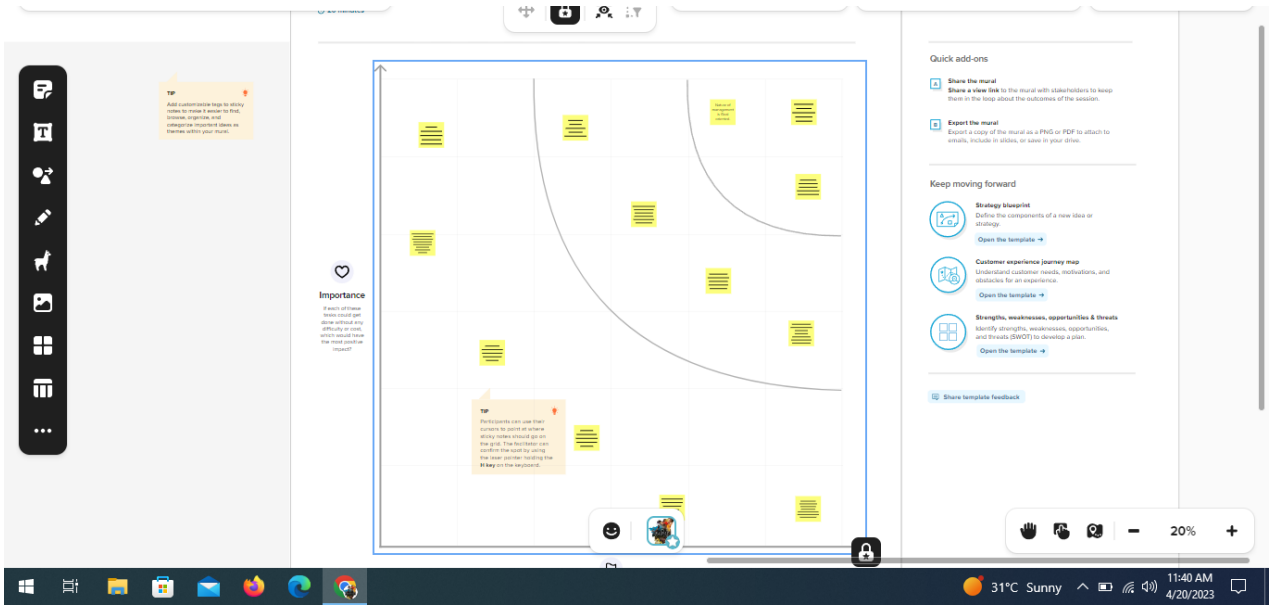 20 minutes
TIP
Add customizable tags to sticky
notes to make it easier to find,
browse, organize, and
categorize important ideas as
themes within your mural.
Importance
If each of these
tasks could get
done without any
difficulty or cost,
which would have
the most positive
impact?
TIP
Participants can use their
cursors to point at where
sticky notes should go on
the grid. The facilitator can
confirm the spot by using
the laser pointer holding the
H key on the keyboard.
Quick add-ons
A
Share the mural
Share a view link to the mural with stakeholders to keep
them in the loop about the outcomes of the session.
B
Export the mural
Export a copy of the mural as a PNG or PDF to attach to
emails, include in slides, or save in your drive.
Keep moving forward
Strategy blueprint
Define the components of a new idea or
strategy.
Open the template →
Customer experience journey map
Understand customer needs, motivations, and
obstacles for an experience.
Open the template →
Strengths, weaknesses, opportunities & threats
Identify strengths, weaknesses, opportunities,
and threats (SWOT) to develop a plan.
Open the template →
Share template feedback
20%
31°C Sunny
11:40 AM
4/20/2023